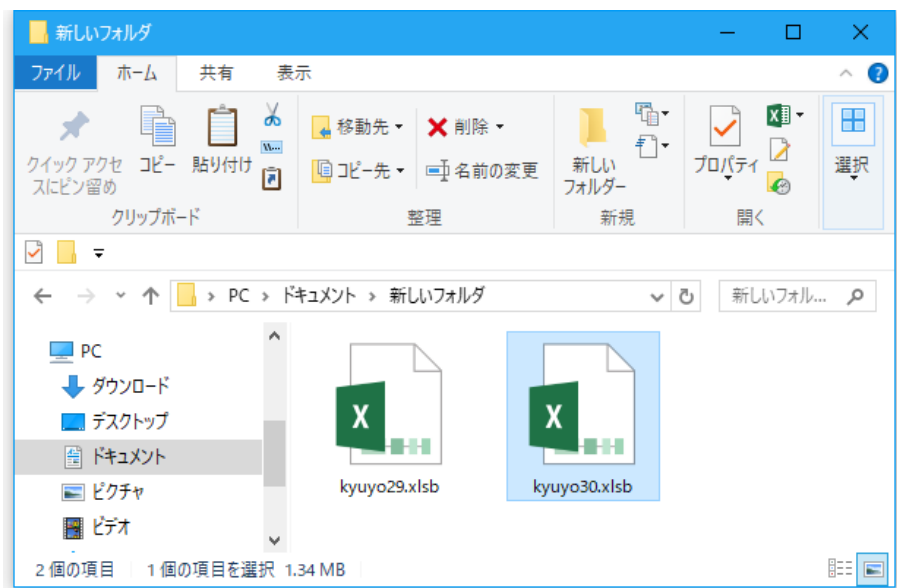 新しいフォルダ
ファイル ホーム 共有 表示
クイック アクセ
スにピン留め
コピー
貼り付け
移動先
コピー先
削除
名前の変更
新しい
フォルダー
プロパティ
選択
クリップボード 整理 新規 開く
PC > ドキュメント > 新しいフォルダ
新しいフォル...
PC
ダウンロード
デスクトップ
ドキュメント
ピクチャ
ビデオ
kyuyo29.xlsb
kyuyo30.xlsb
2 個の項目 1 個の項目を選択 1.34 MB